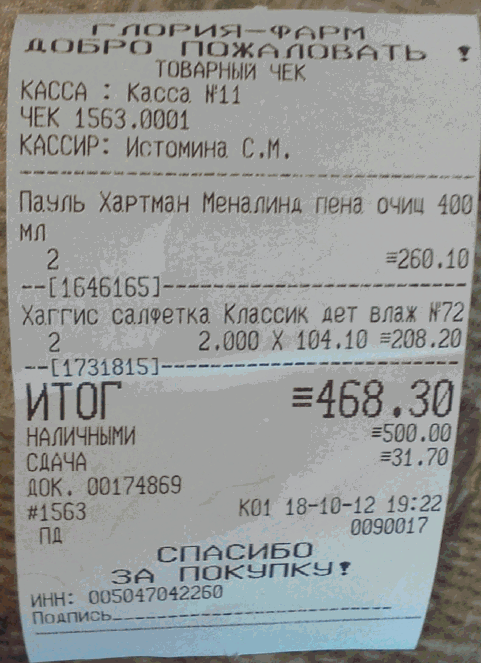 ГЛОРИЯ-ФАРМ
ДОБРО ПОЖАЛОВАТЬ !
ТОВАРНЫЙ ЧЕК
КАССА : Касса №11
ЧЕК 1563.0001
КАССИР: Истомина С.М.
Пауль Хартман Меналинд пена очищ 400
мл
2 ≡260.10
--[1646165]--------------------
Хаггис салфетка Классик дет влаж №72
2 2.000 X 104.10 ≡208.20
--[1731815]--------------------
ИТОГ ≡468.30
НАЛИЧНЫМИ ≡500.00
СДАЧА ≡31.70
ДОК. 00174869
#1563 К01 18-10-12 19:22
ПД 0090017
СПАСИБО
ЗА ПОКУПКУ!
ИНН: 005047042260
Подпись____________________